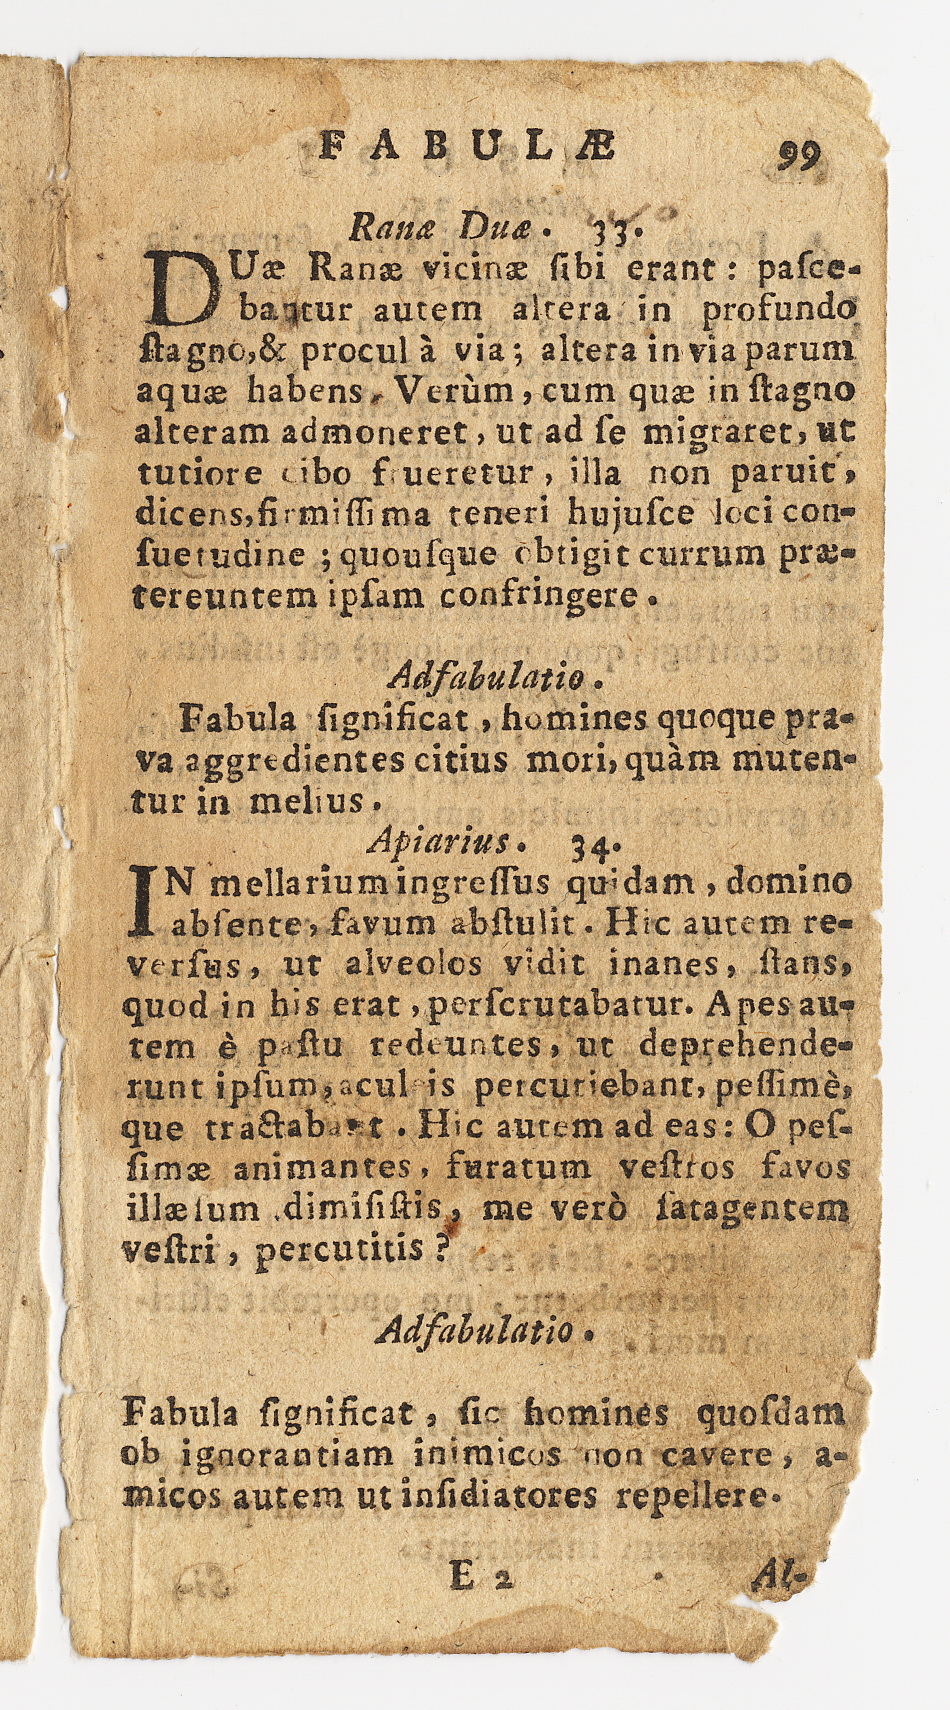 FABULÆ 99
Ranæ Duæ. 33.
DUæ Ranæ vicinæ ſibi erant: paſce-
bantur autem altera in profundo
ſtagno,& procul à via; altera in via parum
aquæ habens. Verùm, cum quæ in ſtagno
alteram admoneret, ut ad ſe migraret, ut
tutiore cibo frueretur, illa non paruit,
dicens,firmiſſima teneri hujuſce loci con-
ſuetudine; quouſque obtigit currum præ-
tereuntem ipſam confringere.
Adfabulatio.
Fabula ſignificat, homines quoque pra-
va aggredientes citius mori, quàm muten-
tur in melius.
Apiarius. 34.
IN mellarium ingreſſus quidam, domino
abſente, favum abſtulit. Hic autem re-
verſus, ut alveolos vidit inanes, ſtans,
quod in his erat, perſcrutabatur. Apes au-
tem è paſtu redeuntes, ut deprehende-
runt ipſum, aculeis percutiebant, peſſimè,
que tractabant. Hic autem ad eas: O peſ-
ſimæ animantes, furatum veſtros favos
illæſum dimiſiſtis, me verò ſatagentem
veſtri, percutitis?
Adfabulatio.
Fabula ſignificat, ſic homines quoſdam
ob ignorantiam inimicos non cavere, a-
micos autem ut inſidiatores repellere.
E 2 Al-